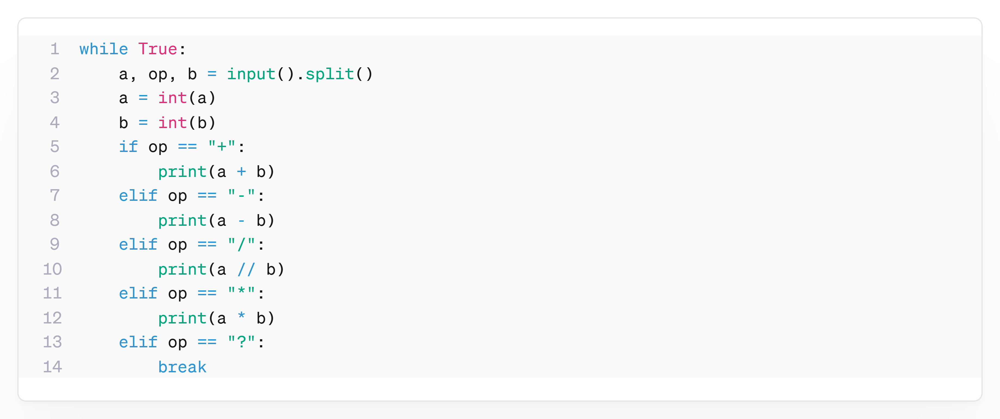 1 while True:
2     a, op, b = input().split()
3     a = int(a)
4     b = int(b)
5     if op == "+":
6         print(a + b)
7     elif op == "-":
8         print(a - b)
9     elif op == "/":
10         print(a // b)
11     elif op == "*":
12         print(a * b)
13     elif op == "?":
14         break